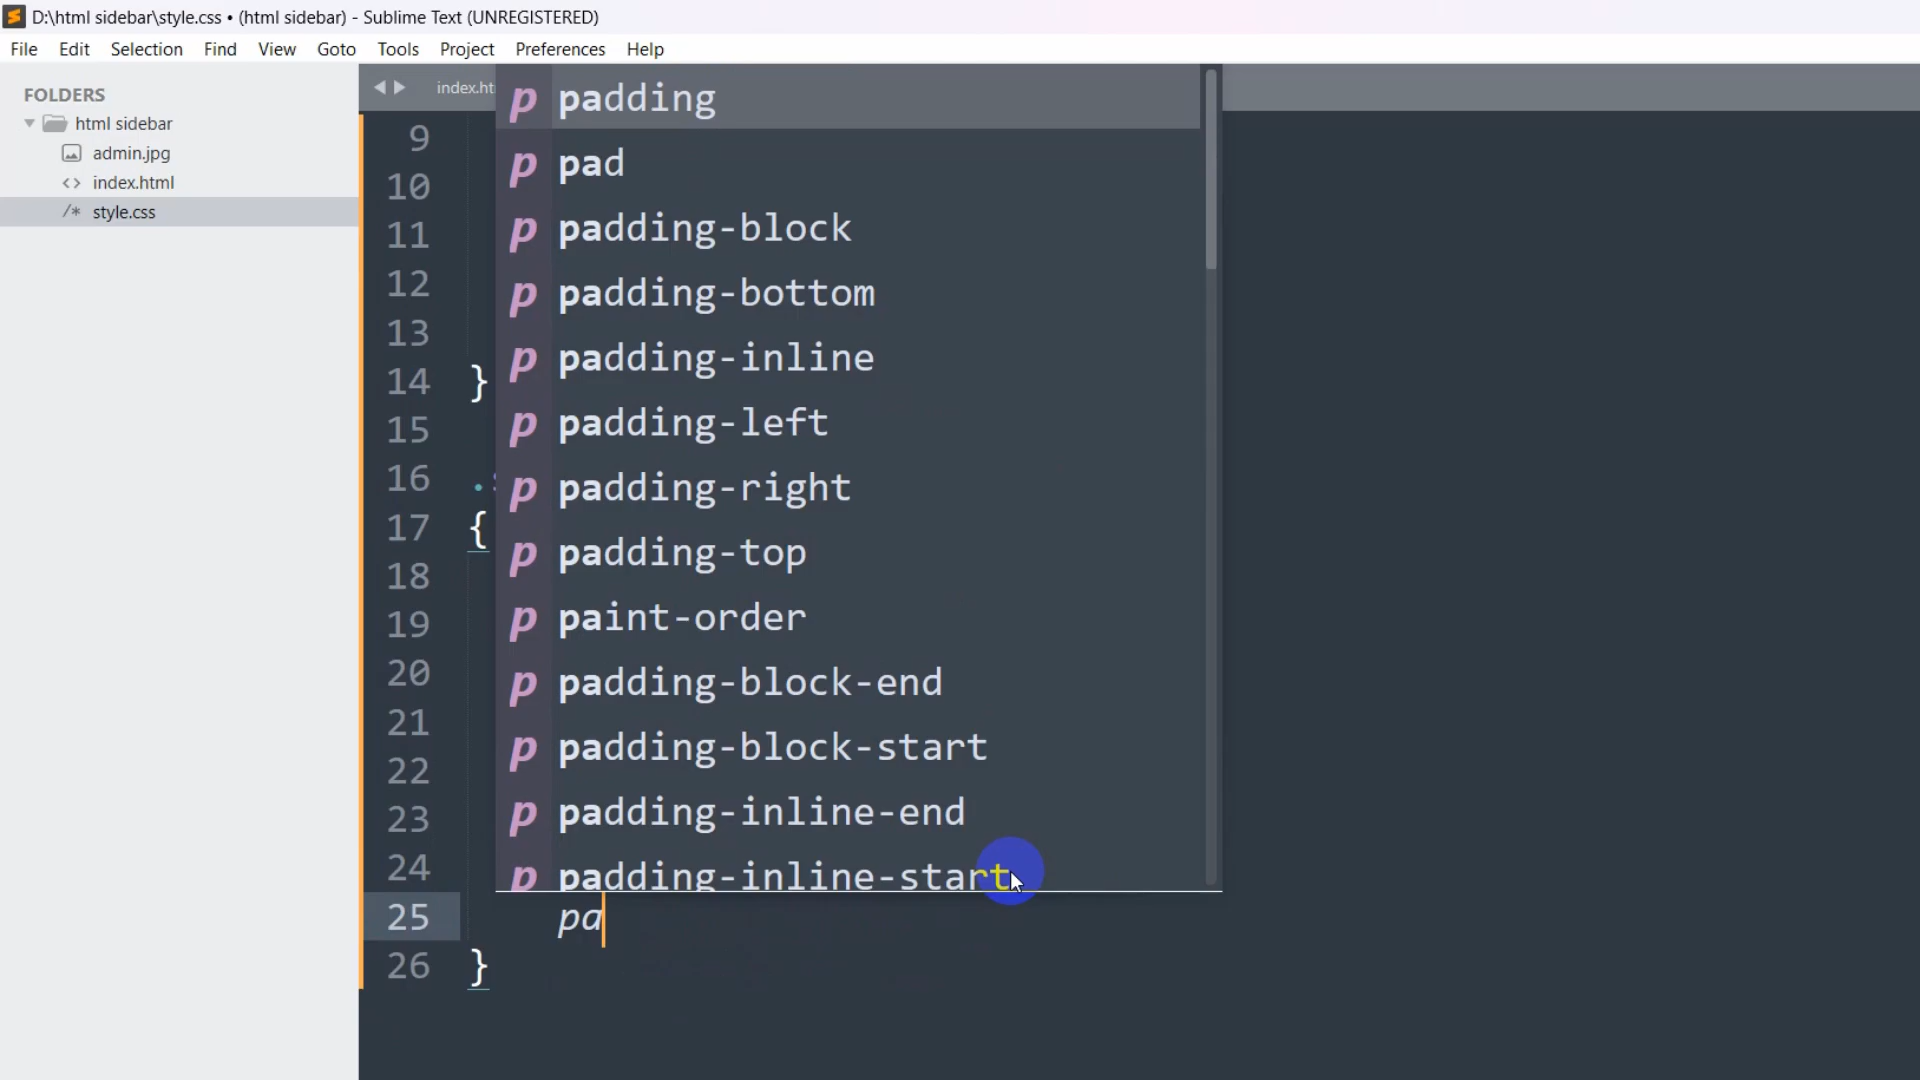 D:\html sidebar\style.css • (html sidebar) - Sublime Text (UNREGISTERED)
File Edit Selection Find View Goto Tools Project Preferences Help
FOLDERS
html sidebar
admin.jpg
<> index.html
/* style.css
index.ht
p padding
p pad
p padding-block
p padding-bottom
p padding-inline
p padding-left
p padding-right
p padding-top
p paint-order
p padding-block-end
p padding-block-start
p padding-inline-end
p padding-inline-start
9
10
11
12
13
14 }
15
16 .s
17 {
18
19
20
21
22
23
24
25 pa
26 }